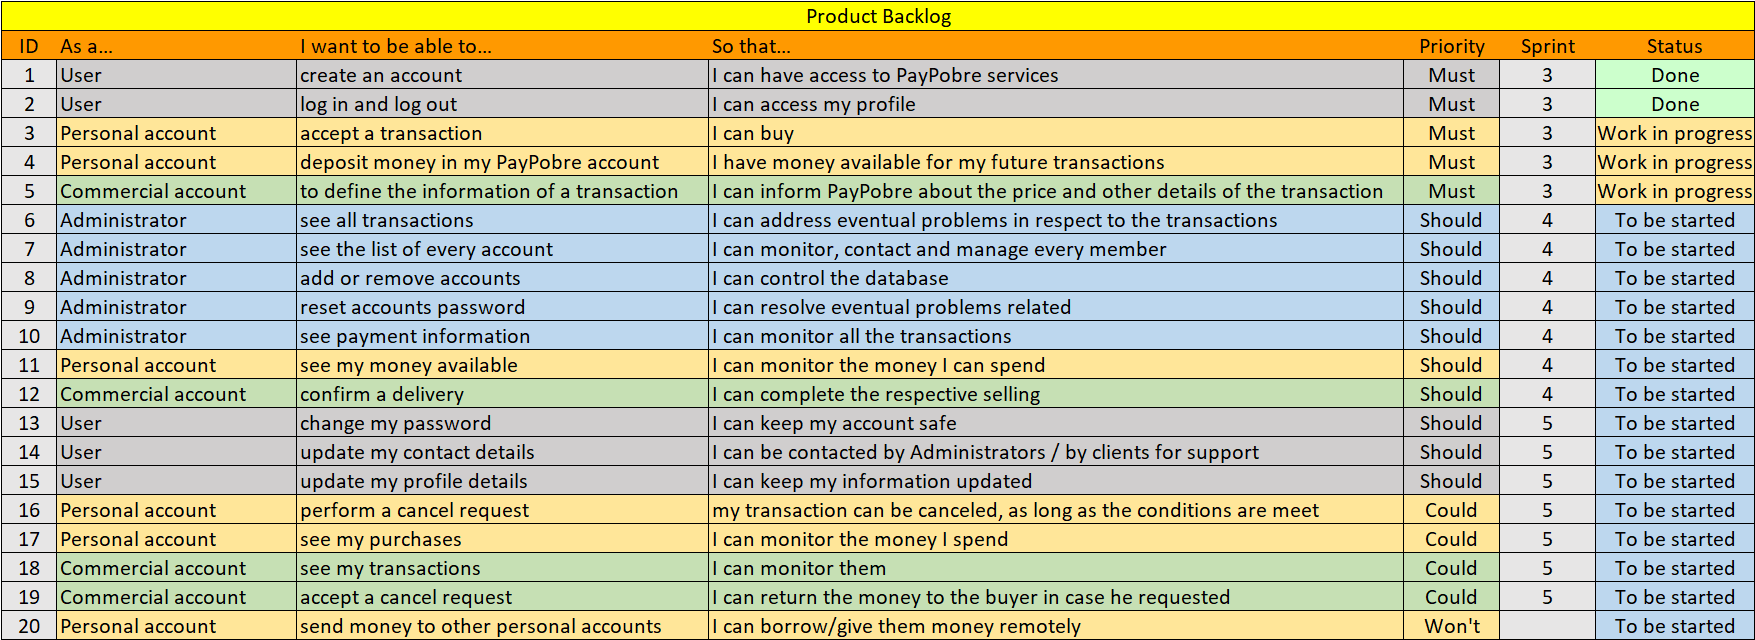 Product Backlog
ID As a... I want to be able to... So that... Priority Sprint Status
1 User create an account I can have access to PayPobre services Must 3 Done
2 User log in and log out I can access my profile Must 3 Done
3 Personal account accept a transaction I can buy Must 3 Work in progress
4 Personal account deposit money in my PayPobre account I have money available for my future transactions Must 3 Work in progress
5 Commercial account to define the information of a transaction I can inform PayPobre about the price and other details of the transaction Must 3 Work in progress
6 Administrator see all transactions I can address eventual problems in respect to the transactions Should 4 To be started
7 Administrator see the list of every account I can monitor, contact and manage every member Should 4 To be started
8 Administrator add or remove accounts I can control the database Should 4 To be started
9 Administrator reset accounts password I can resolve eventual problems related Should 4 To be started
10 Administrator see payment information I can monitor all the transactions Should 4 To be started
11 Personal account see my money available I can monitor the money I can spend Should 4 To be started
12 Commercial account confirm a delivery I can complete the respective selling Should 4 To be started
13 User change my password I can keep my account safe Should 5 To be started
14 User update my contact details I can be contacted by Administrators / by clients for support Should 5 To be started
15 User update my profile details I can keep my information updated Should 5 To be started
16 Personal account perform a cancel request my transaction can be canceled, as long as the conditions are meet Could 5 To be started
17 Personal account see my purchases I can monitor the money I spend Could 5 To be started
18 Commercial account see my transactions I can monitor them Could 5 To be started
19 Commercial account accept a cancel request I can return the money to the buyer in case he requested Could 5 To be started
20 Personal account send money to other personal accounts I can borrow/give them money remotely Won't To be started